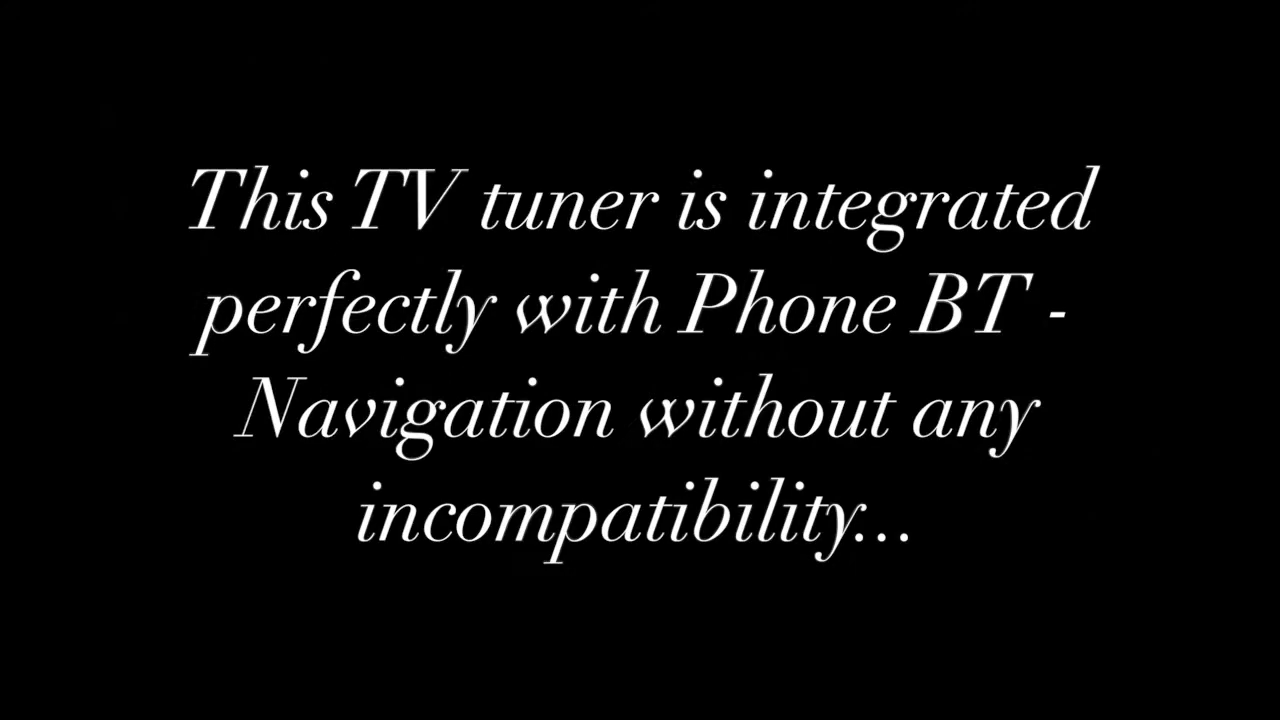 This TV tuner is integrated
perfectly with Phone BT -
Navigation without any
incompatibility...